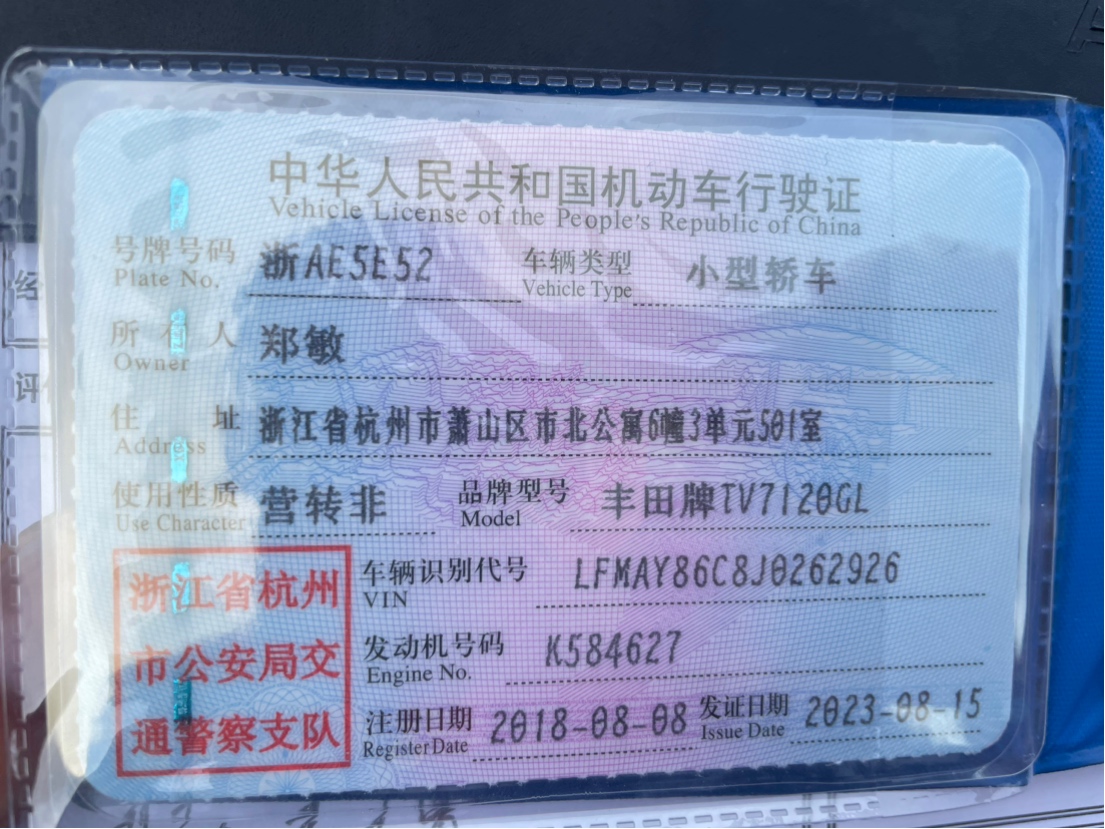 中华人民共和国机动车行驶证
Vehicle License of the People's Republic of China
号牌号码 浙AE5E52 车辆类型 小型轿车
Plate No. Vehicle Type
所有人 郑敏
Owner
住址 浙江省杭州市萧山区市北公寓6幢3单元501室
Address
使用性质 营转非 品牌型号 丰田牌TV7120GL
Use Character Model
浙江省杭州
市公安局交
通警察支队
车辆识别代号 LFMAY86C8J0262926
VIN
发动机号码 K584627
Engine No.
注册日期 2018-08-08 发证日期 2023-08-15
Register Date Issue Date
经
评